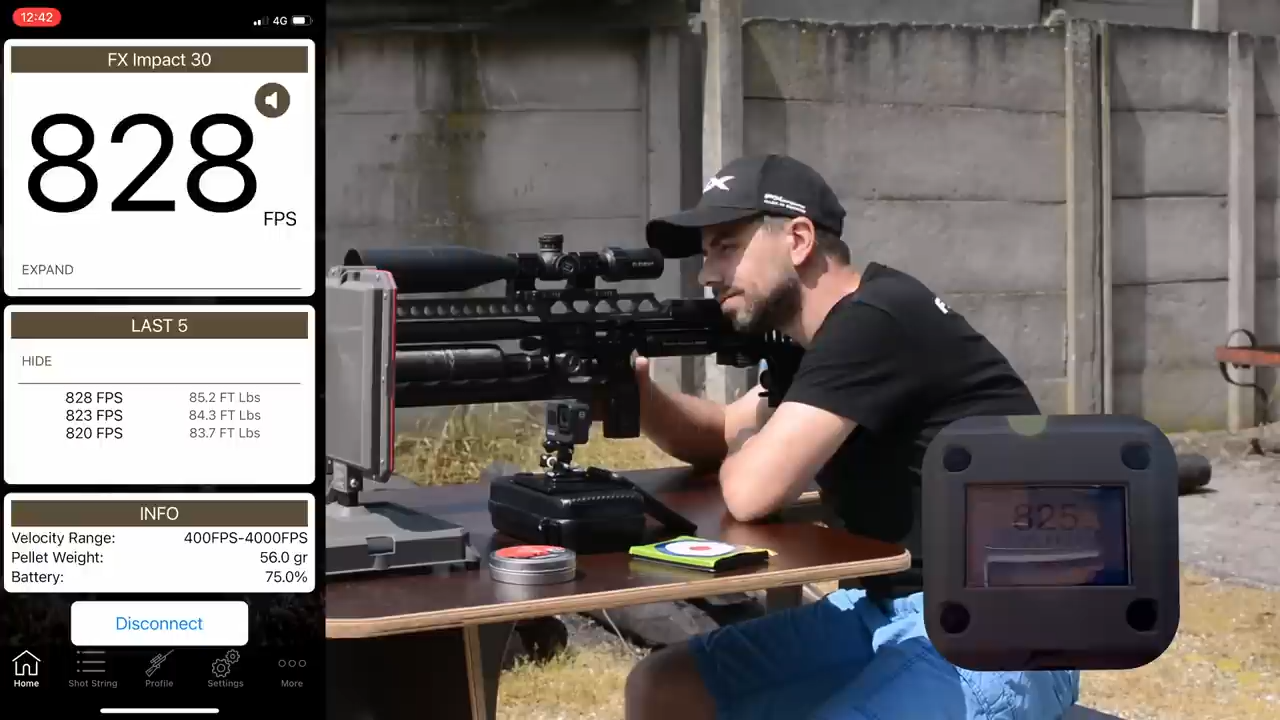 12:42
4G
FX Impact 30
828
FPS
EXPAND
LAST 5
HIDE
828 FPS 85.2 FT Lbs
823 FPS 84.3 FT Lbs
820 FPS 83.7 FT Lbs
INFO
Velocity Range: 400FPS-4000FPS
Pellet Weight: 56.0 gr
Battery: 75.0%
Disconnect
Home Shot String Profile Settings More
825